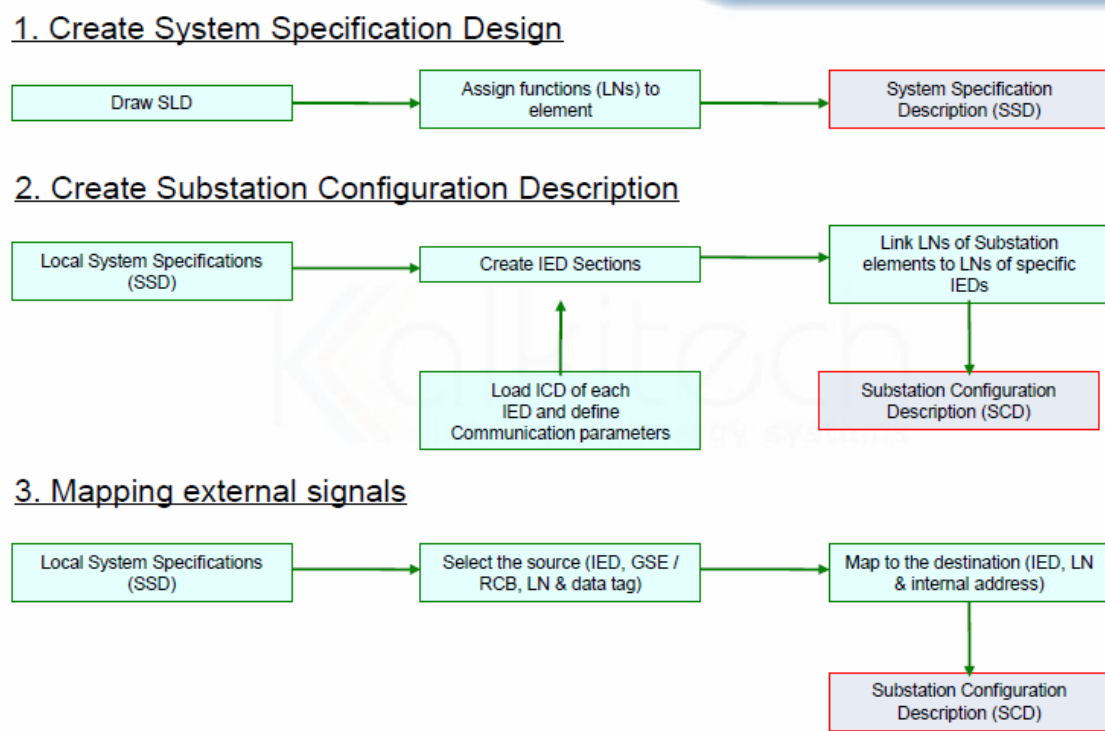 1. Create System Specification Design
Draw SLD
Assign functions (LNs) to
element
System Specification
Description (SSD)
2. Create Substation Configuration Description
Local System Specifications
(SSD)
Create IED Sections
Link LNs of Substation
elements to LNs of specific
IEDs
Load ICD of each
IED and define
Communication parameters
Substation Configuration
Description (SCD)
Kalkitech
3. Mapping external signals
Local System Specifications
(SSD)
Select the source (IED, GSE /
RCB, LN & data tag)
Map to the destination (IED, LN
& internal address)
Substation Configuration
Description (SCD)